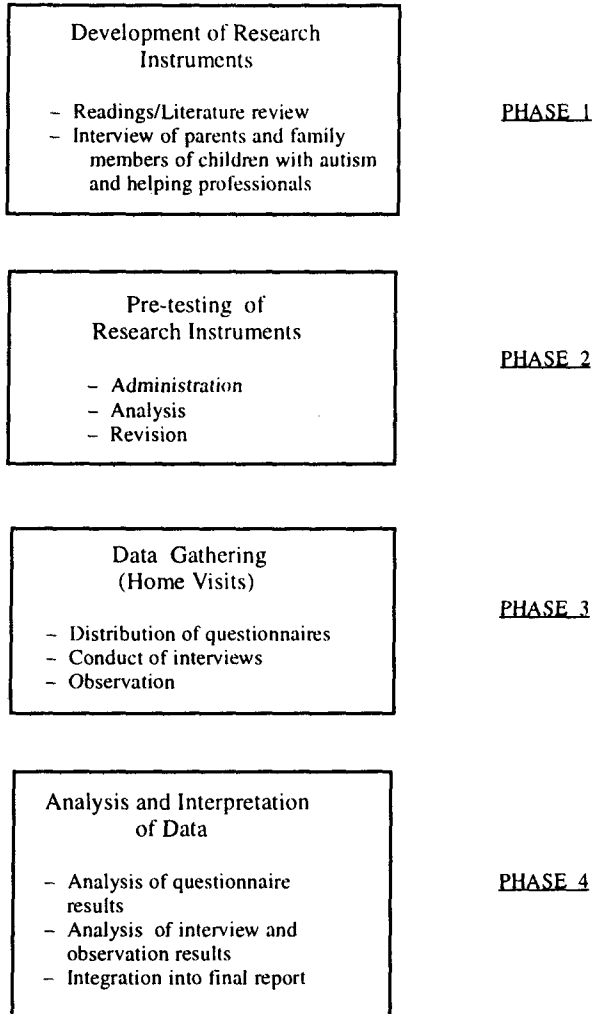 Development of Research
Instruments
– Readings/Literature review
– Interview of parents and family
members of children with autism
and helping professionals
PHASE 1
Pre-testing of
Research Instruments
– Administration
– Analysis
– Revision
PHASE 2
Data Gathering
(Home Visits)
– Distribution of questionnaires
– Conduct of interviews
– Observation
PHASE 3
Analysis and Interpretation
of Data
– Analysis of questionnaire
results
– Analysis of interview and
observation results
– Integration into final report
PHASE 4